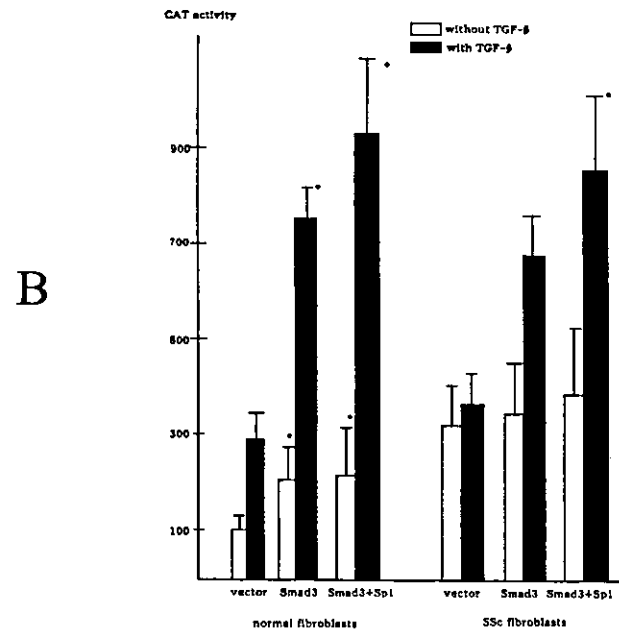 CAT activity
without TGF-β
with TGF-β
900
700
500
300
100
B
vector Smad3 Smad3+Sp1 vector Smad3 Smad3+Sp1
normal fibroblasts SSc fibroblasts